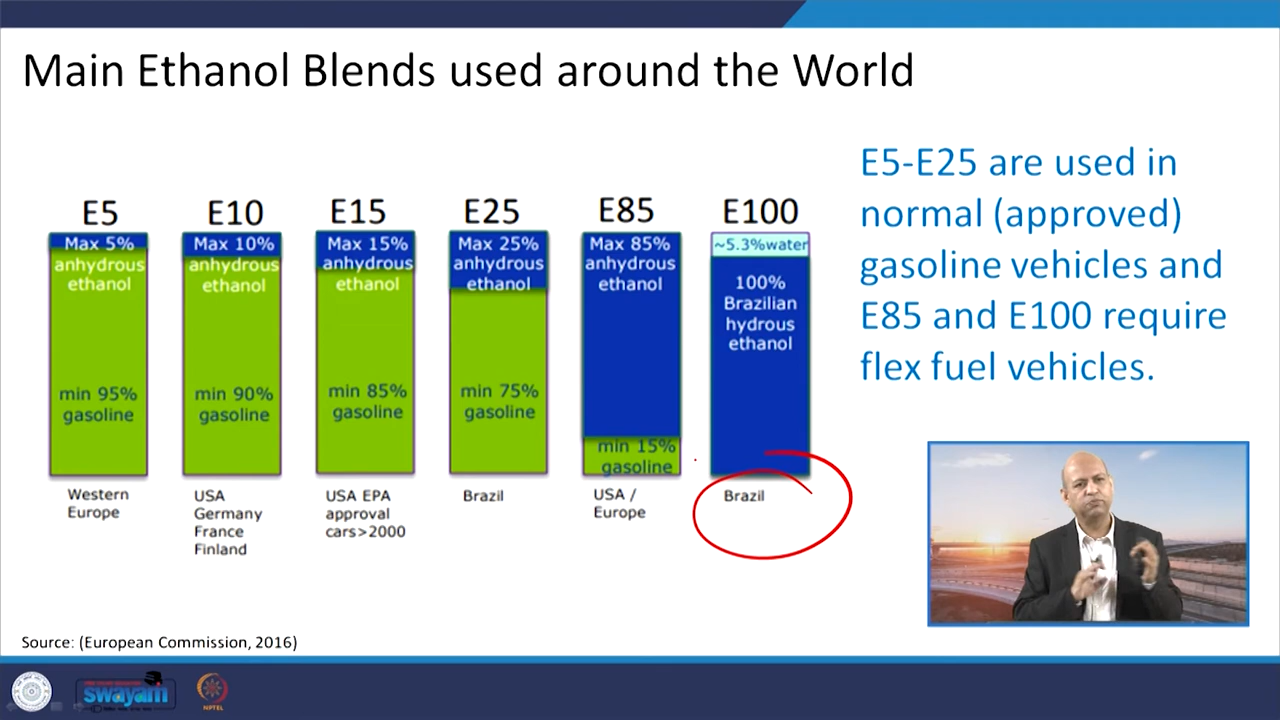 Main Ethanol Blends used around the World
E5
Max 5%
anhydrous
ethanol
min 95%
gasoline
Western
Europe
E10
Max 10%
anhydrous
ethanol
min 90%
gasoline
USA
Germany
France
Finland
E15
Max 15%
anhydrous
ethanol
min 85%
gasoline
USA EPA
approval
cars>2000
E25
Max 25%
anhydrous
ethanol
min 75%
gasoline
Brazil
E85
Max 85%
anhydrous
ethanol
min 15%
gasoline
USA /
Europe
E100
~5.3%water
100%
Brazilian
hydrous
ethanol
Brazil
E5-E25 are used in
normal (approved)
gasoline vehicles and
E85 and E100 require
flex fuel vehicles.
Source: (European Commission, 2016)
swayam
NPTEL